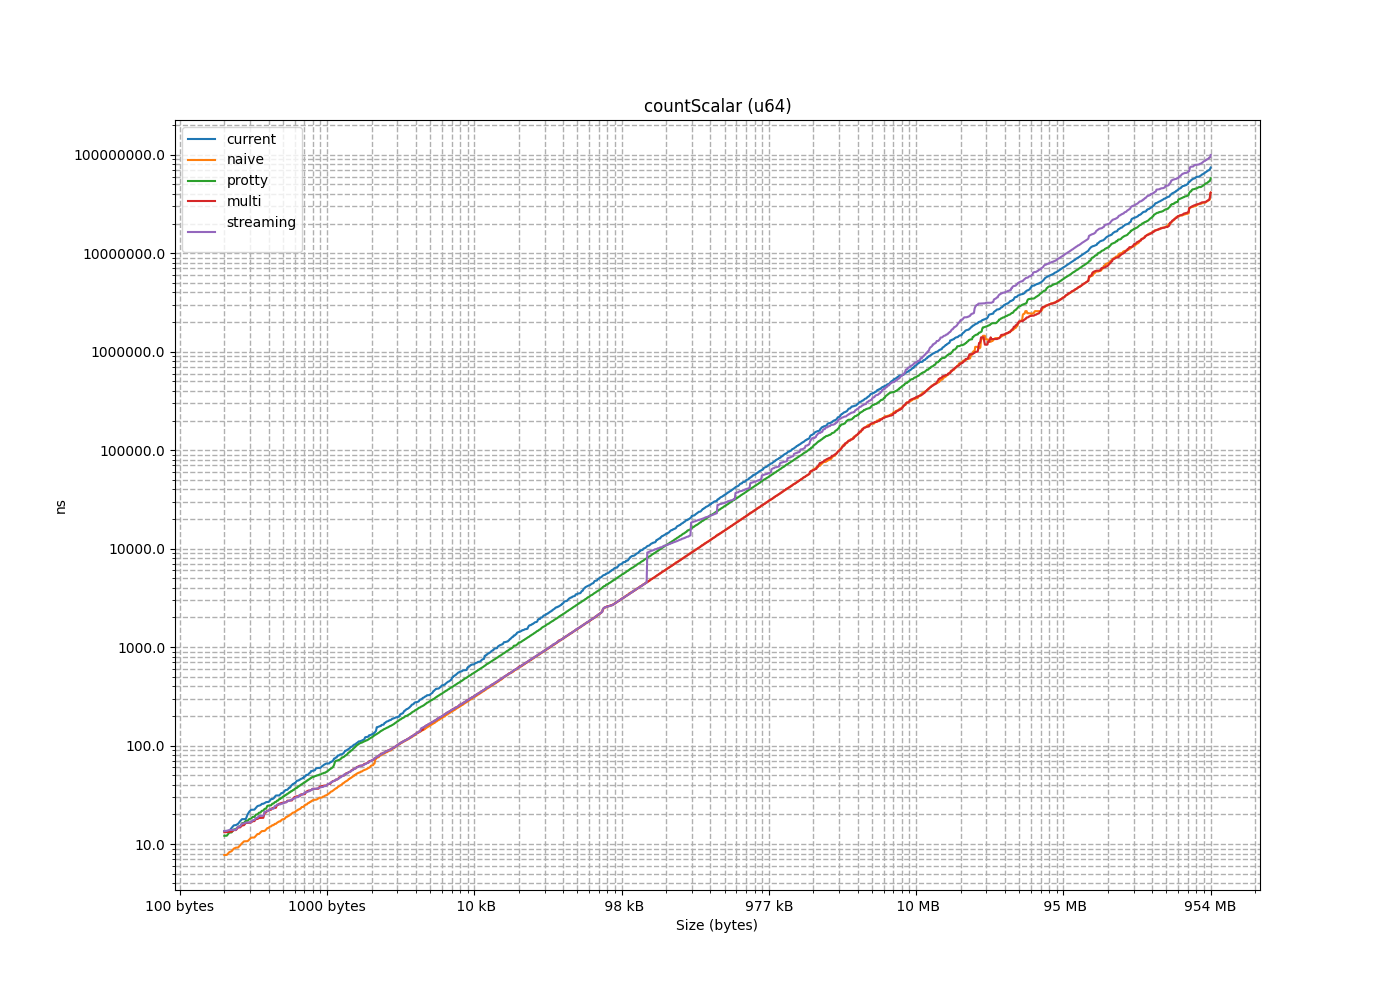 countScalar (u64)
current
naive
protty
multi
streaming
100000000.0
10000000.0
1000000.0
100000.0
10000.0
1000.0
100.0
10.0
ns
100 bytes 1000 bytes 10 kB 98 kB 977 kB 10 MB 95 MB 954 MB
Size (bytes)